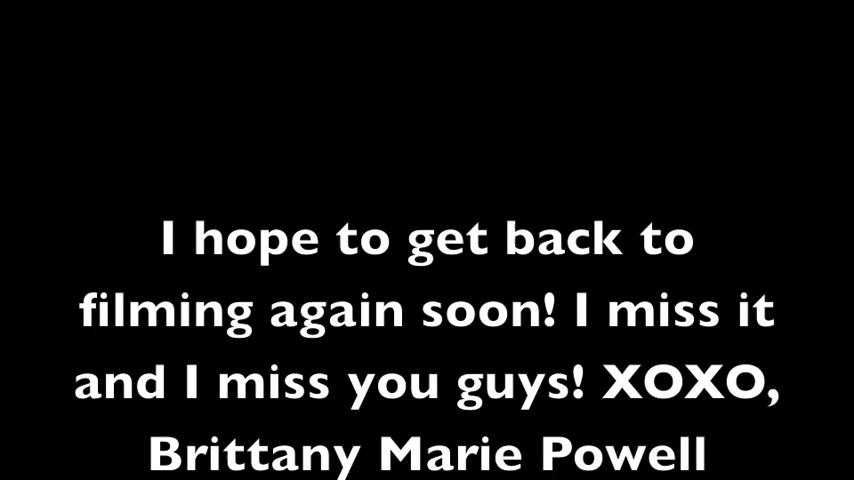 I hope to get back to
filming again soon! I miss it
and I miss you guys! XOXO,
Brittany Marie Powell